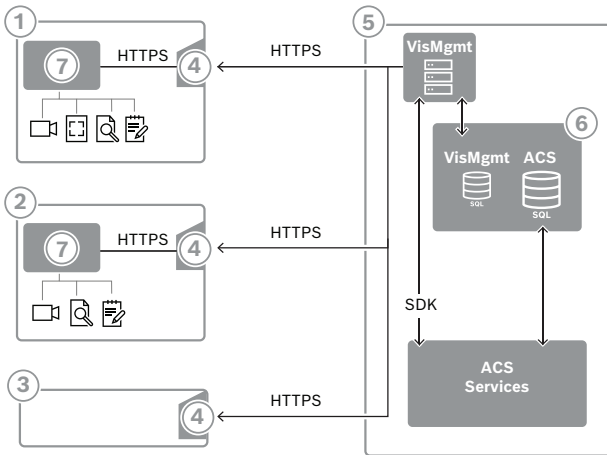 1
HTTPS
7
4
HTTPS
5
VisMgmt
6
VisMgmt ACS
SQL
SQL
2
HTTPS
7
4
HTTPS
SDK
3
4
HTTPS
ACS
Services